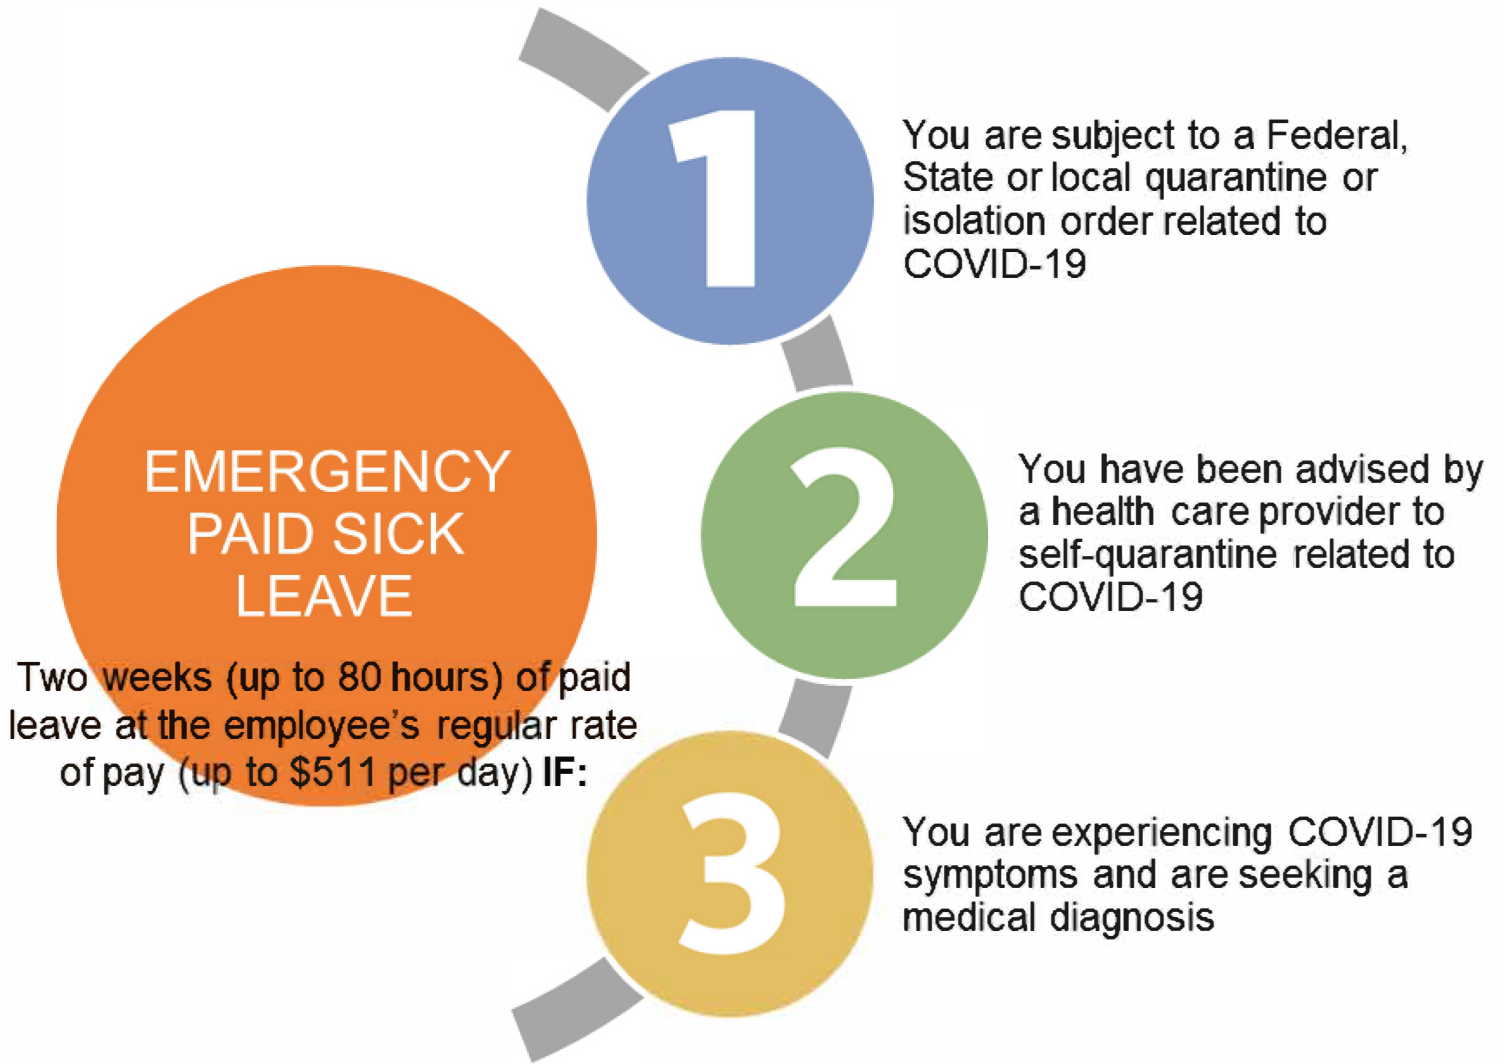 EMERGENCY
PAID SICK
LEAVE
Two weeks (up to 80 hours) of paid
leave at the employee's regular rate
of pay (up to $511 per day) IF:
1
You are subject to a Federal,
State or local quarantine or
isolation order related to
COVID-19
2
You have been advised by
a health care provider to
self-quarantine related to
COVID-19
3
You are experiencing COVID-19
symptoms and are seeking a
medical diagnosis